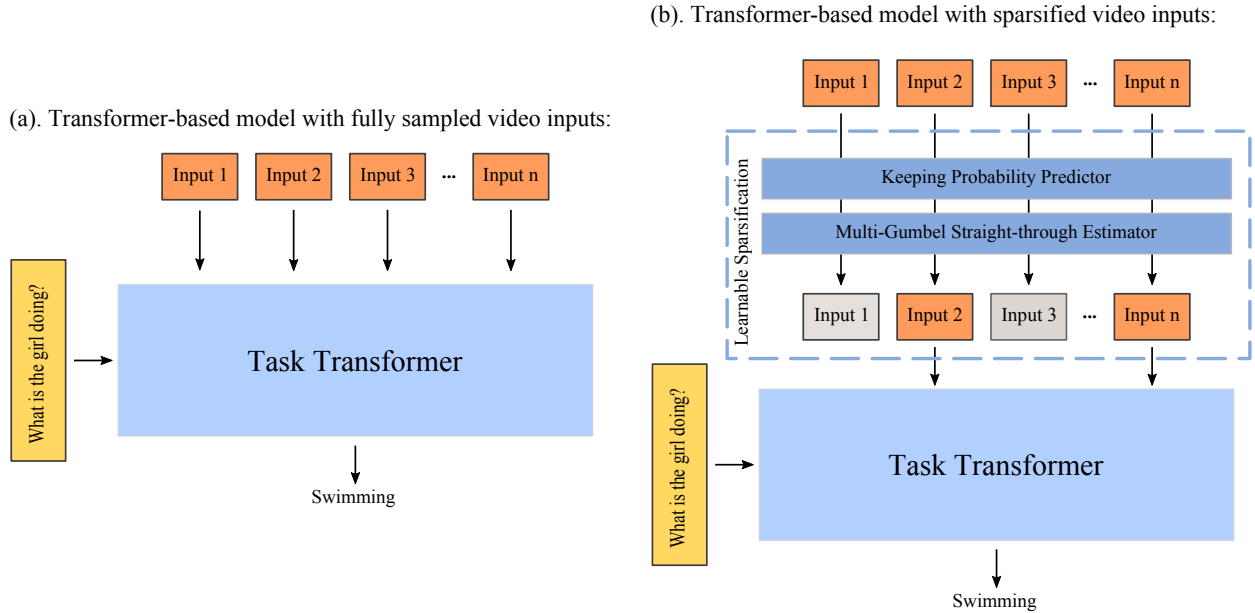 (a). Transformer-based model with fully sampled video inputs:
Input 1
Input 2
Input 3
...
Input n
What is the girl doing?
Task Transformer
Swimming
(b). Transformer-based model with sparsified video inputs:
Input 1
Input 2
Input 3
...
Input n
Learnable Sparsification
Keeping Probability Predictor
Multi-Gumbel Straight-through Estimator
Input 1
Input 2
Input 3
...
Input n
What is the girl doing?
Task Transformer
Swimming